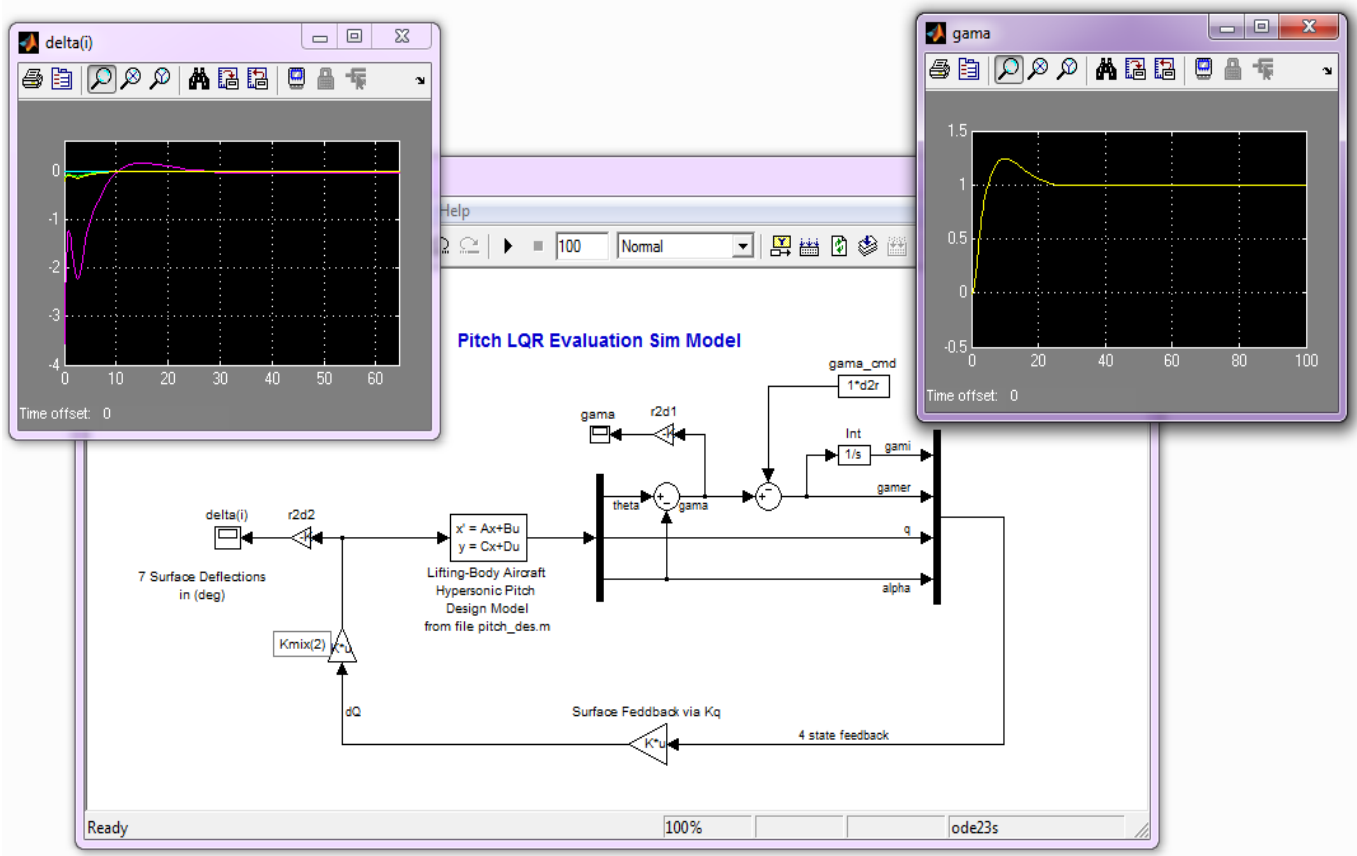 delta(i)
0
-1
-2
-3
-4
0 10 20 30 40 50 60
Time offset: 0
gama
1.5
1
0.5
0
-0.5
0 20 40 60 80 100
Time offset: 0
Help
100 Normal
Pitch LQR Evaluation Sim Model
gama_cmd
1*d2r
gama
r2d1
-K
Int
1/s
gami
theta
gama
gamer
delta(i)
r2d2
-K
x' = Ax+Bu
y = Cx+Du
q
7 Surface Deflections
in (deg)
Lifting-Body Aircraft
Hypersonic Pitch
Design Model
from file pitch_des.m
alpha
Kmix(2)
K*u
dQ
Surface Feddback via Kq
K*u
4 state feedback
Ready 100% ode23s